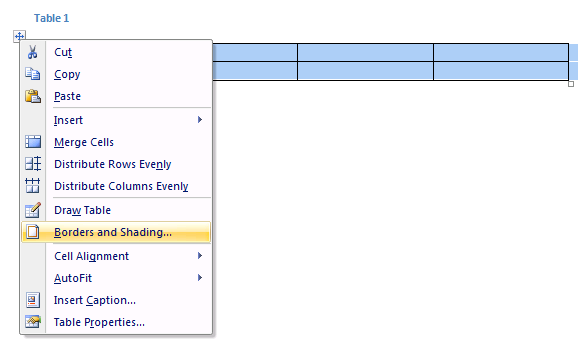 Table 1
Cut
Copy
Paste
Insert
Merge Cells
Distribute Rows Evenly
Distribute Columns Evenly
Draw Table
Borders and Shading...
Cell Alignment
AutoFit
Insert Caption...
Table Properties...